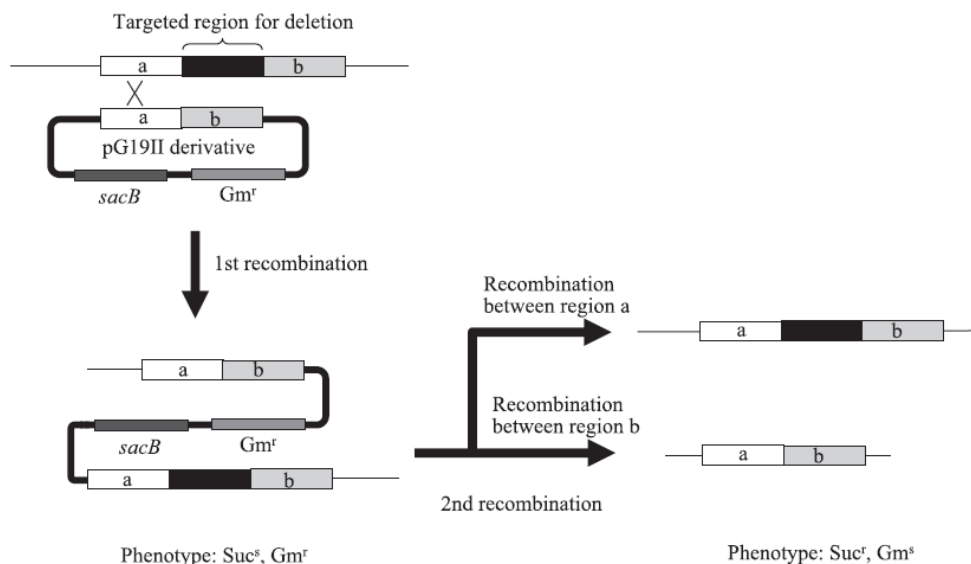 Targeted region for deletion
a
b
a
b
pG19II derivative
sacB
Gmʳ
1st recombination
Recombination
between region a
a
b
a
b
sacB
Gmʳ
Recombination
between region b
a
b
a
b
2nd recombination
Phenotype: Sucˢ, Gmʳ
Phenotype: Sucʳ, Gmˢ